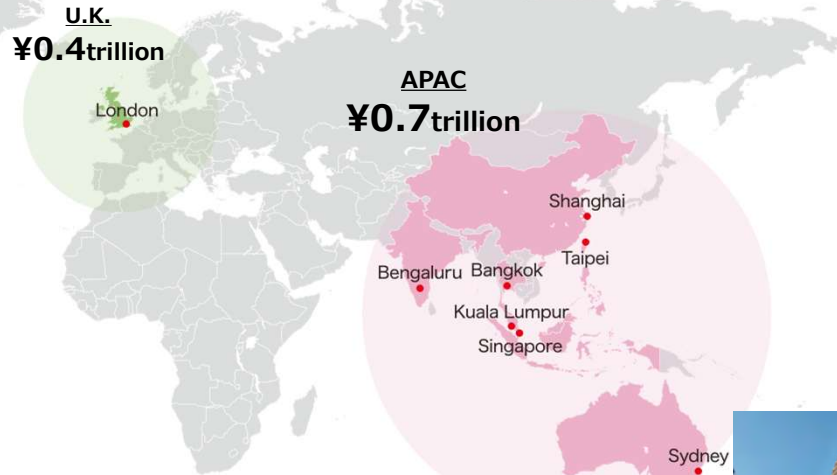 U.K.
¥0.4trillion
London
APAC
¥0.7trillion
Shanghai
Taipei
Bengaluru
Bangkok
Kuala Lumpur
Singapore
Sydney